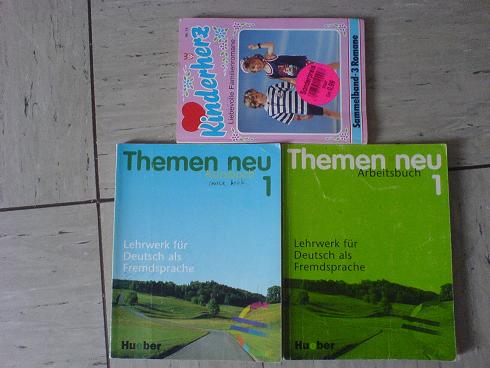 Kinderherz
Liebevolle Familienromane
Sammelband-3 Romane
Themen neu
Kursbuch
1
Lehrwerk für
Deutsch als
Fremdsprache
Hueber
Themen neu
Arbeitsbuch
1
Lehrwerk für
Deutsch als
Fremdsprache
Hueber